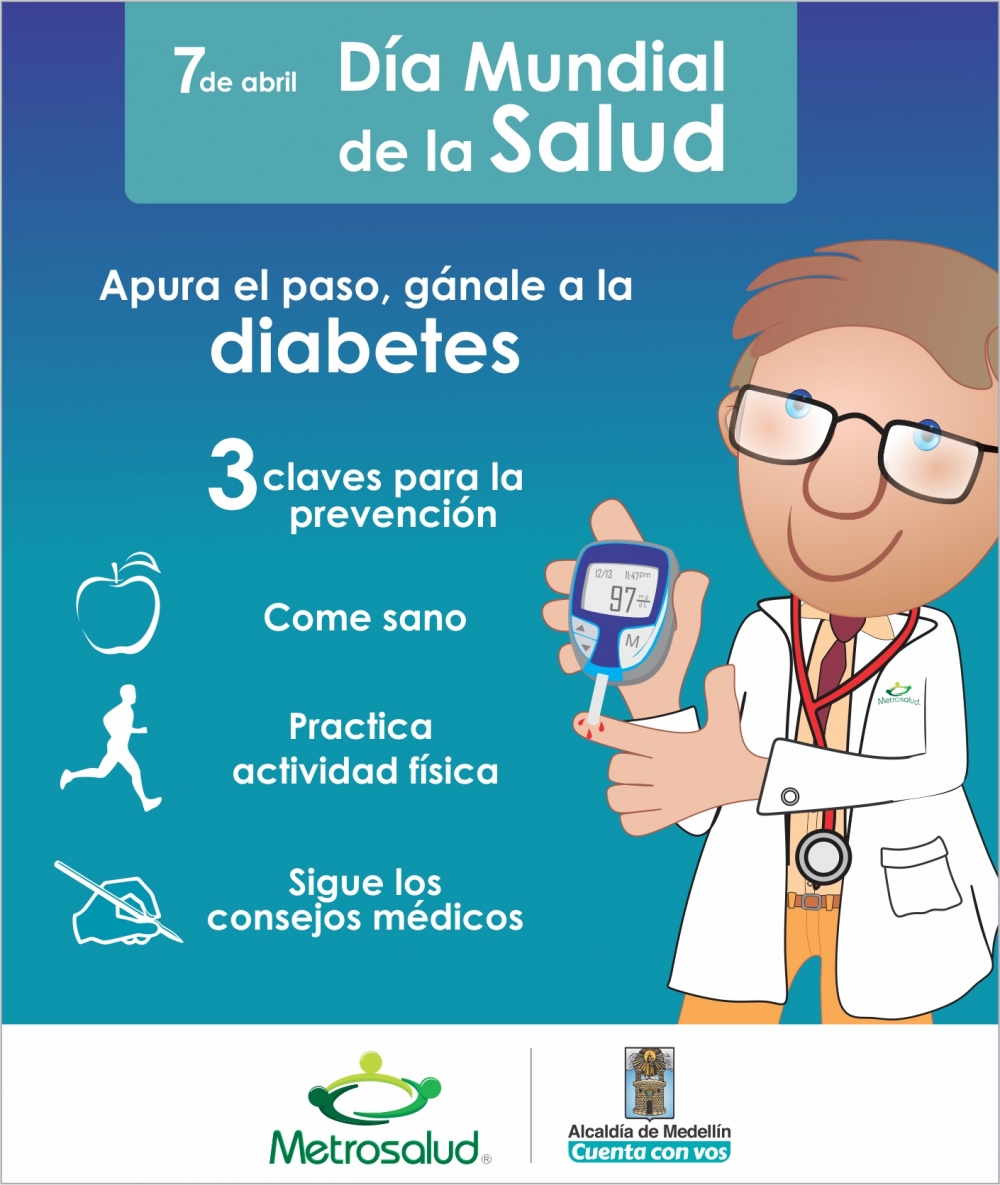 7 de abril
Día Mundial
de la Salud
Apura el paso, gánale a la
diabetes
3 claves para la
prevención
Come sano
Practica
actividad física
Sigue los
consejos médicos
12/13 11:47pm
97 mg/dL
M
Metrosalud
Metrosalud®
Alcaldía de Medellín
Cuenta con vos